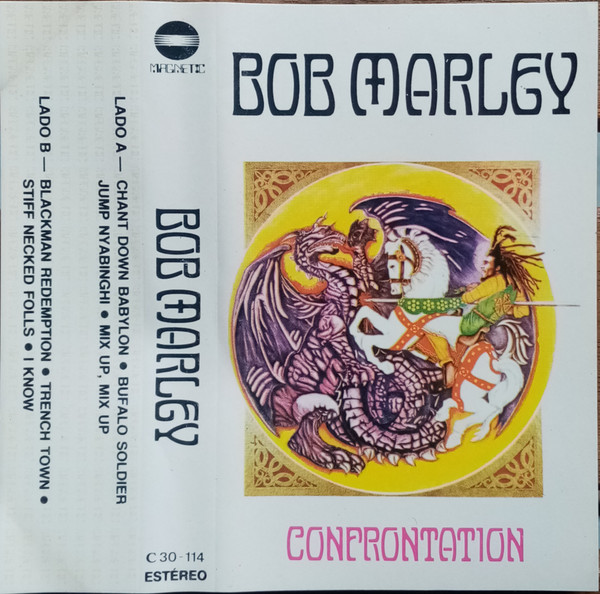 MAGNETIC
LADO A — CHANT DOWN BABYLON ● BUFALO SOLDIER
JUMP NYABINGHI ● MIX UP, MIX UP
LADO B — BLACKMAN REDEMPTION ● TRENCH TOWN ●
STIFF NECKED FOLLS ● I KNOW
BOB MARLEY
C 30-114
ESTÉREO
BOB MARLEY
CONFRONTATION